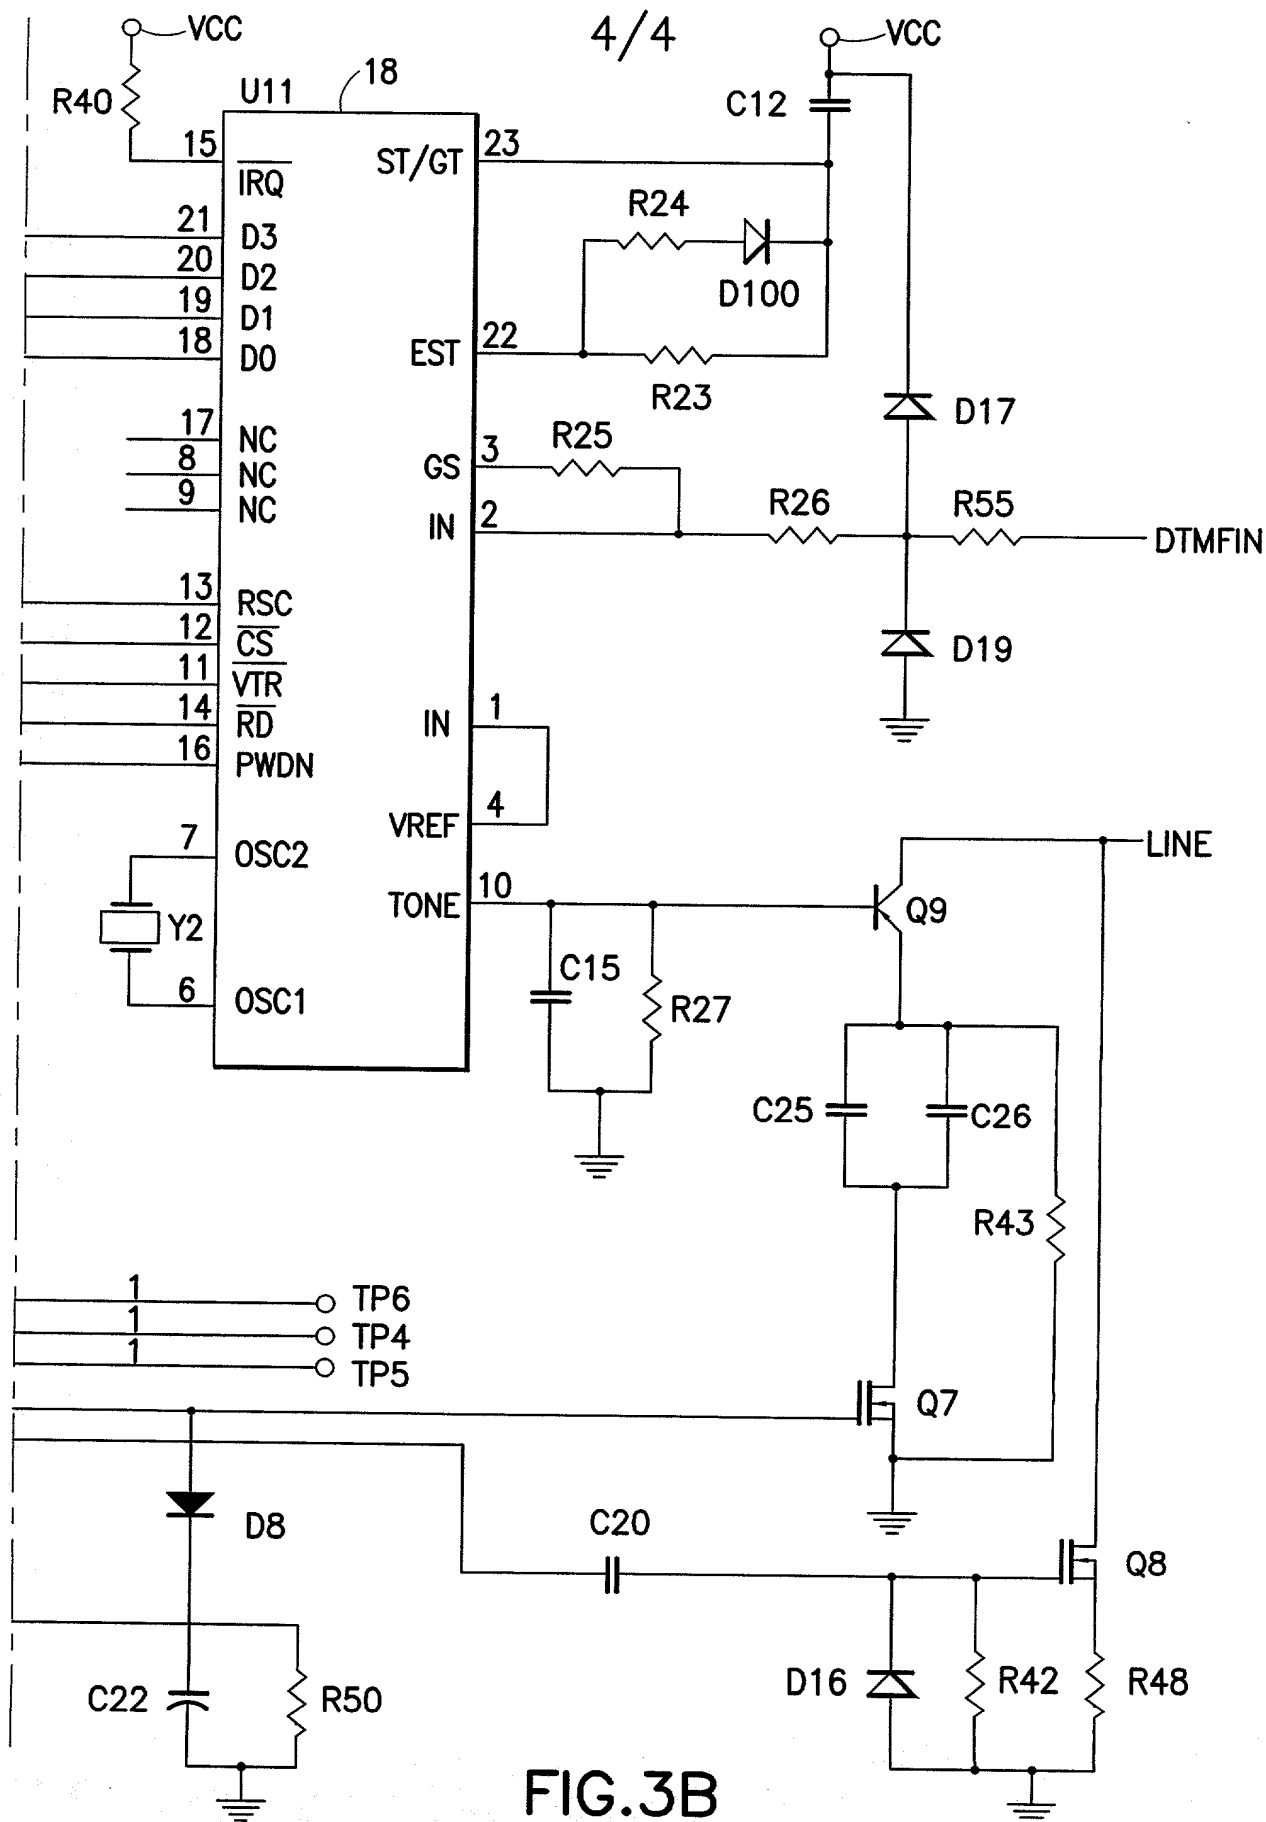 4/4
VCC
VCC
R40
U11
18
C12
15
IRQ
ST/GT
23
R24
D100
21
D3
20
D2
19
D1
18
D0
EST
22
R23
D17
17
NC
8
NC
9
NC
GS
3
R25
IN
2
R26
R55
DTMFIN
D19
13
RSC
12
CS
11
VTR
14
RD
16
PWDN
IN
1
VREF
4
7
OSC2
Y2
6
OSC1
TONE
10
LINE
Q9
C15
R27
C25
C26
R43
1
TP6
1
TP4
1
TP5
Q7
D8
C20
Q8
C22
R50
D16
R42
R48
FIG.3B